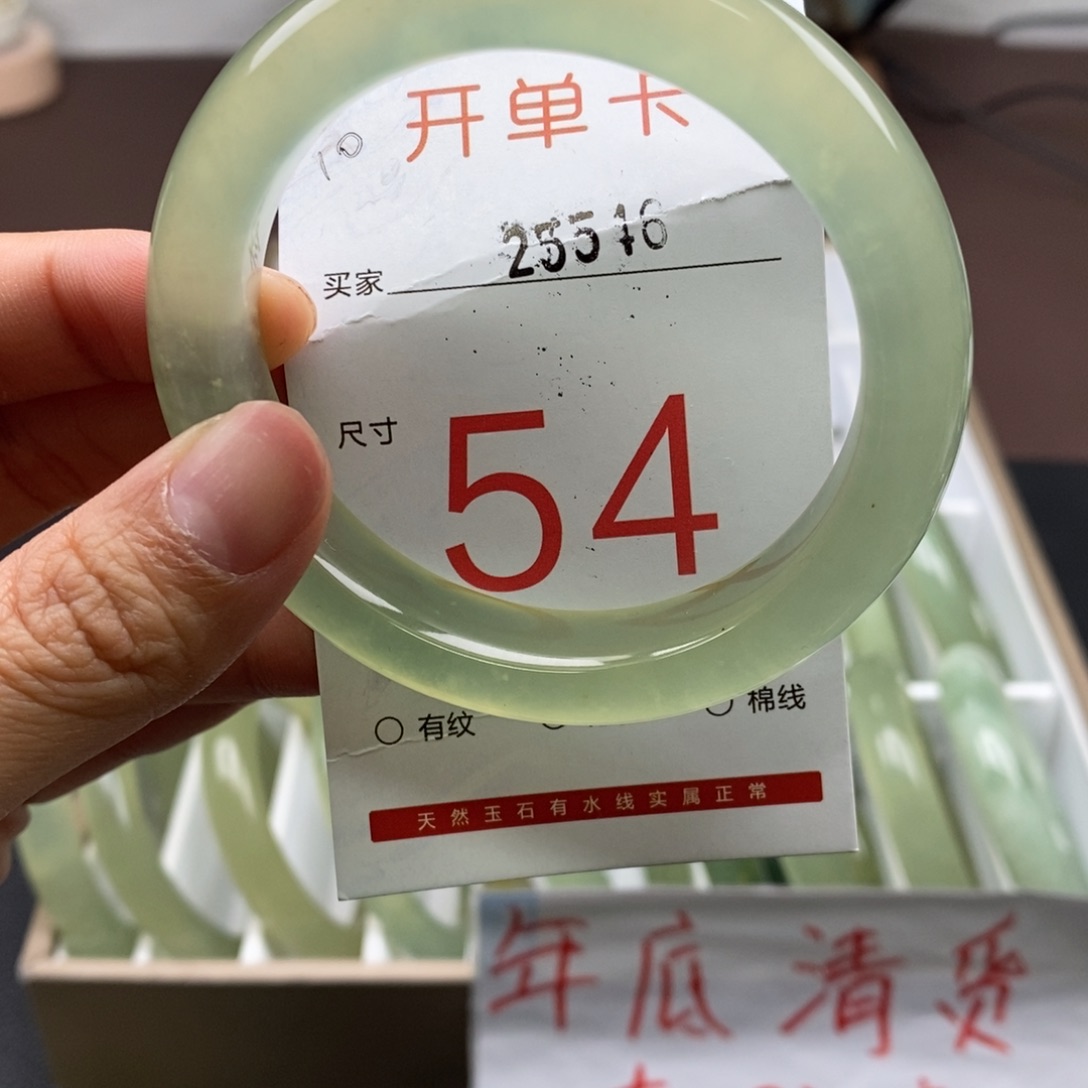 开单卡
10
买家 25546
尺寸
54
有纹
棉线
天然玉石有水线实属正常
年底清货